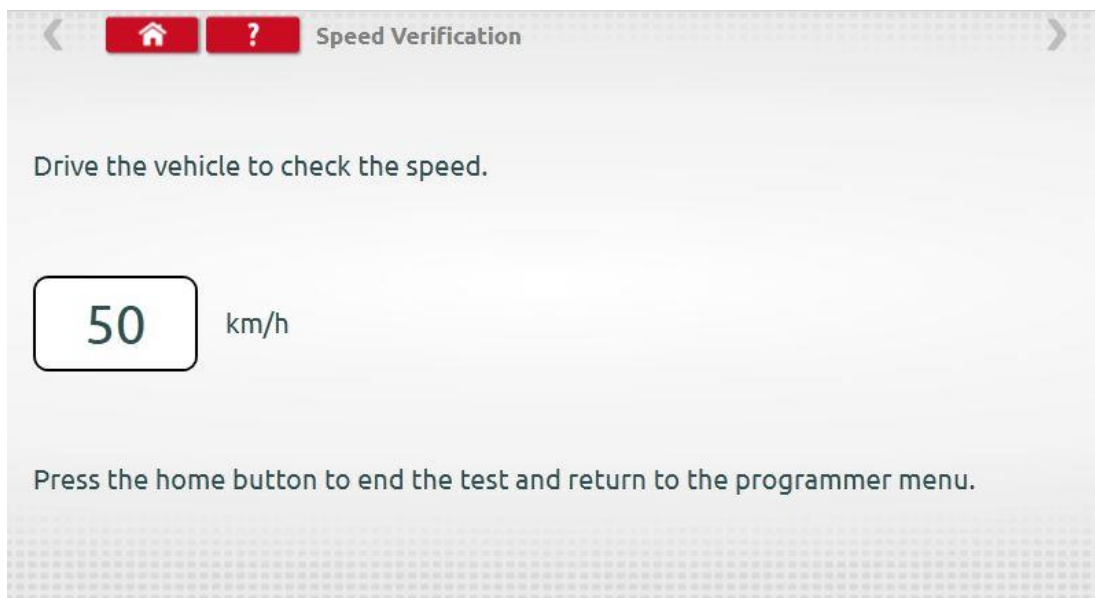 ? Speed Verification
Drive the vehicle to check the speed.
50 km/h
Press the home button to end the test and return to the programmer menu.